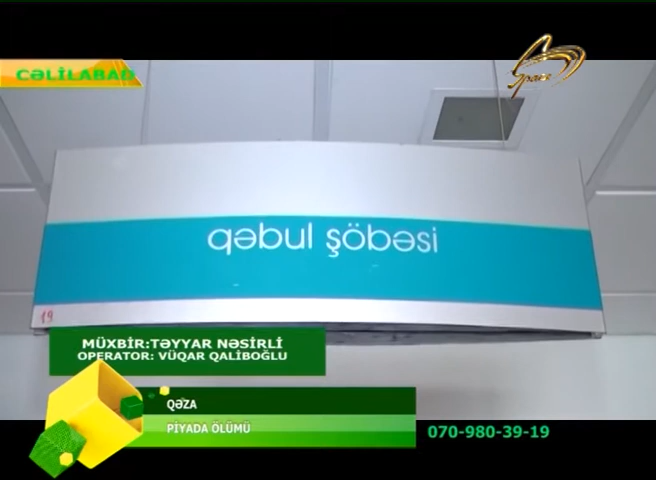 CƏLİLABAD
Space
qəbul şöbəsi
19
MÜXBİR:TƏYYAR NƏSİRLİ
OPERATOR: VÜQAR QALİBOĞLU
QƏZA
PİYADA ÖLÜMÜ
070-980-39-19